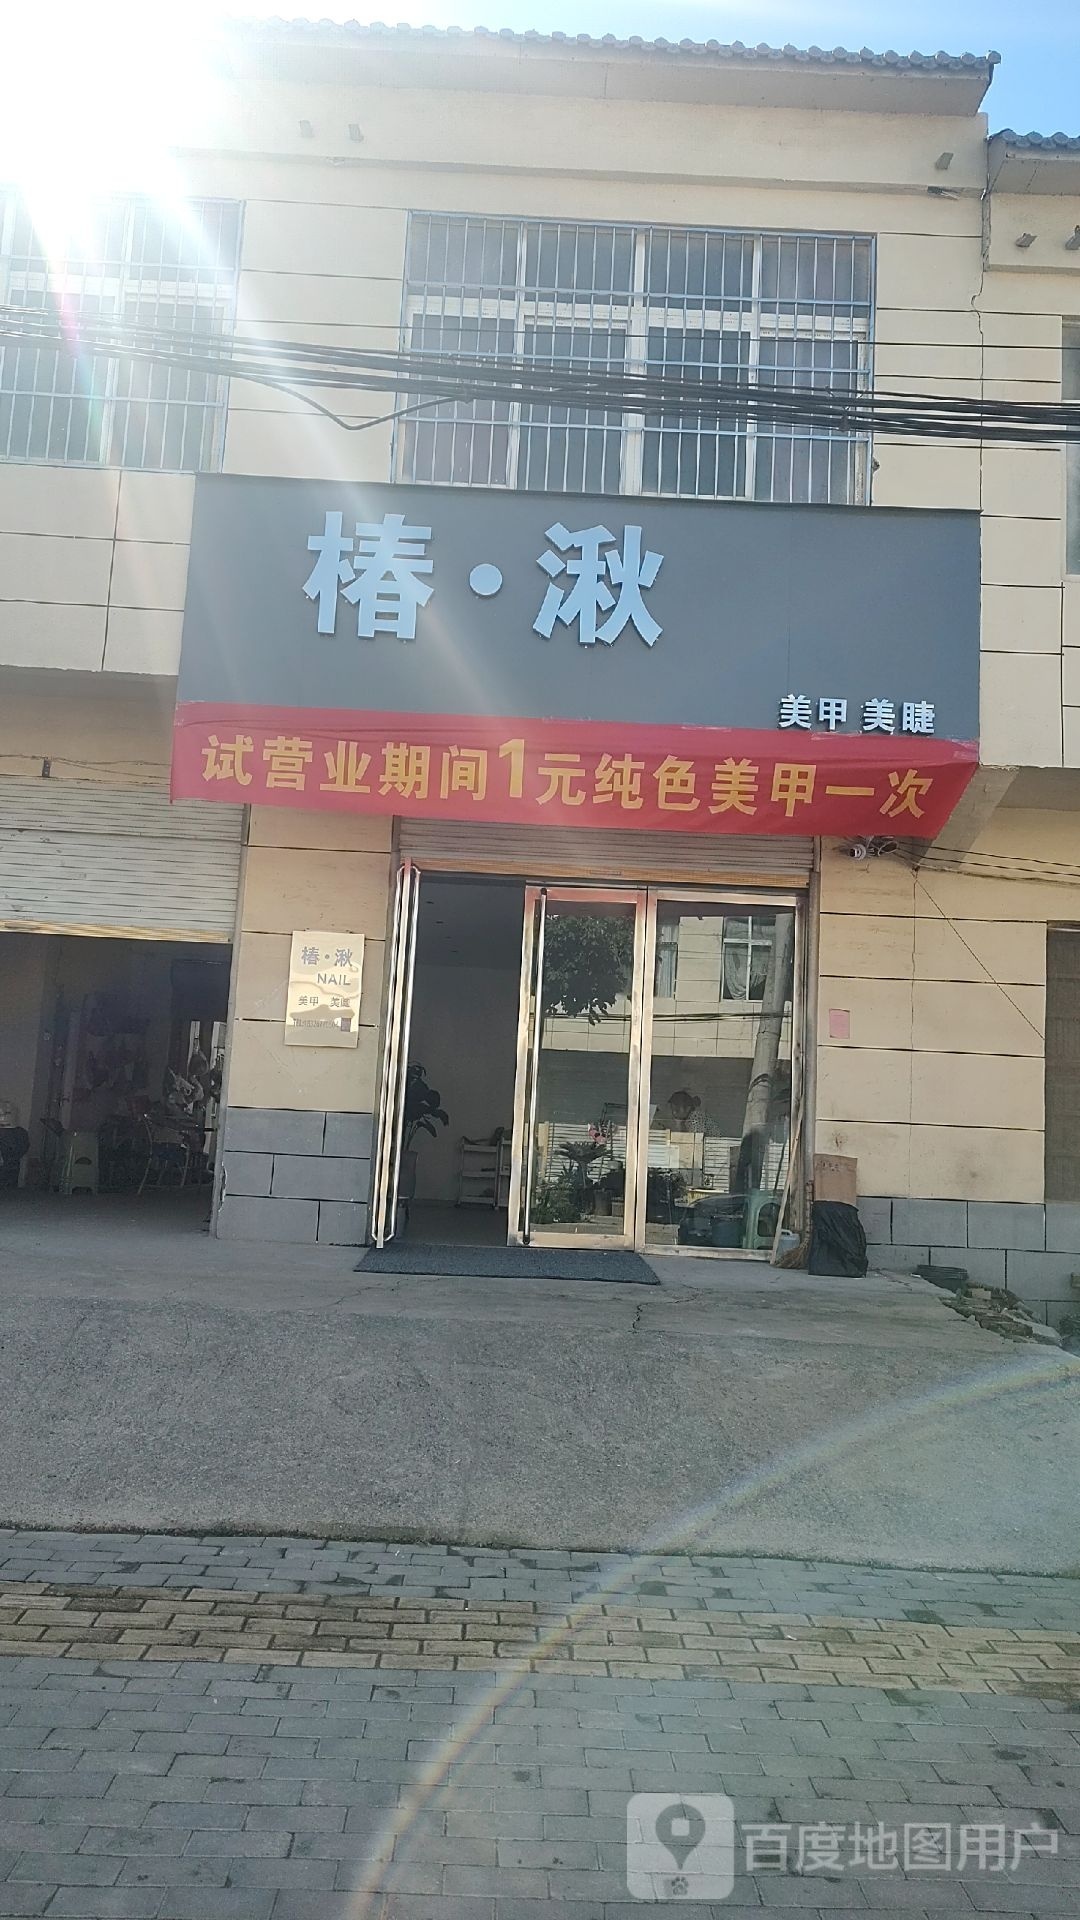 椿·湫
美甲 美睫
试营业期间1元纯色美甲一次
椿·湫
NAIL
美甲 美睫
百度地图用户